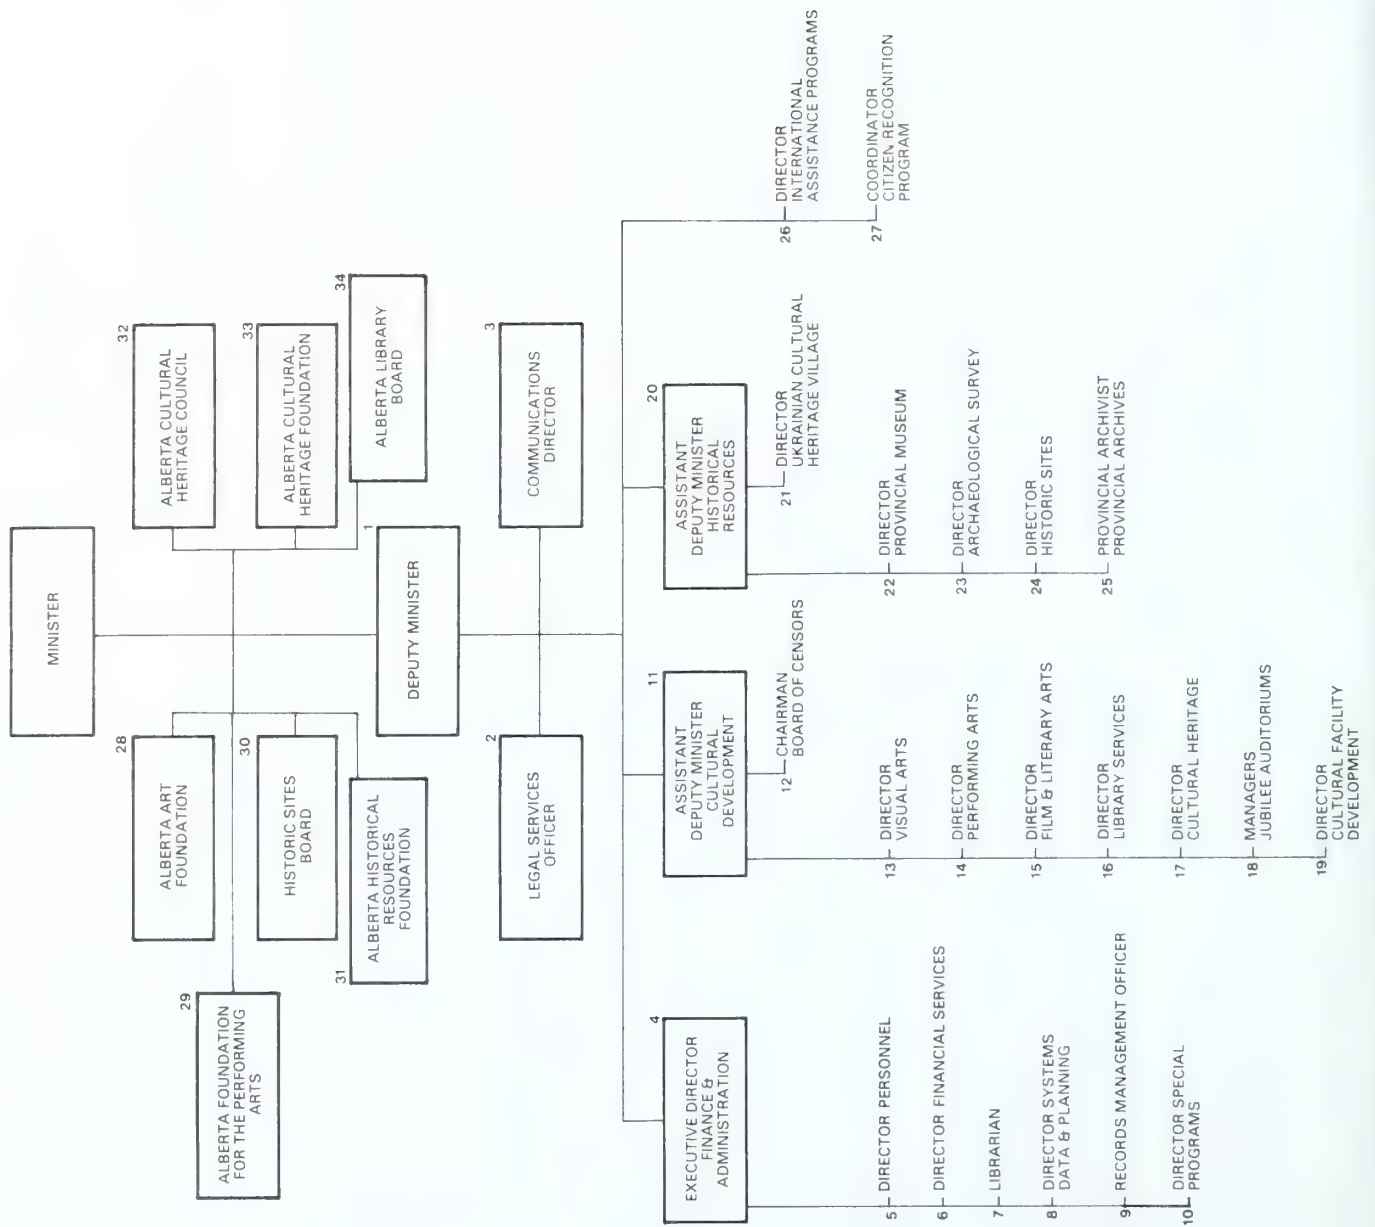 MINISTER
28
ALBERTA ART
FOUNDATION
29
ALBERTA FOUNDATION
FOR THE PERFORMING
ARTS
30
HISTORIC SITES
BOARD
31
ALBERTA HISTORICAL
RESOURCES
FOUNDATION
32
ALBERTA CULTURAL
HERITAGE COUNCIL
33
ALBERTA CULTURAL
HERITAGE FOUNDATION
34
ALBERTA LIBRARY
BOARD
1
DEPUTY MINISTER
2
LEGAL SERVICES
OFFICER
3
COMMUNICATIONS
DIRECTOR
4
EXECUTIVE DIRECTOR
FINANCE &
ADMINISTRATION
5 DIRECTOR PERSONNEL
6 DIRECTOR FINANCIAL SERVICES
7 LIBRARIAN
8 DIRECTOR SYSTEMS
DATA & PLANNING
9 RECORDS MANAGEMENT OFFICER
10 DIRECTOR SPECIAL
PROGRAMS
11
ASSISTANT
DEPUTY MINISTER
CULTURAL
DEVELOPMENT
12 CHAIRMAN
BOARD OF CENSORS
13 DIRECTOR
VISUAL ARTS
14 DIRECTOR
PERFORMING ARTS
15 DIRECTOR
FILM & LITERARY ARTS
16 DIRECTOR
LIBRARY SERVICES
17 DIRECTOR
CULTURAL HERITAGE
18 MANAGERS
JUBILEE AUDITORIUMS
19 DIRECTOR
CULTURAL FACILITY
DEVELOPMENT
20
ASSISTANT
DEPUTY MINISTER
HISTORICAL
RESOURCES
21 DIRECTOR
UKRAINIAN CULTURAL
HERITAGE VILLAGE
22 DIRECTOR
PROVINCIAL MUSEUM
23 DIRECTOR
ARCHAEOLOGICAL SURVEY
24 DIRECTOR
HISTORIC SITES
25 PROVINCIAL ARCHIVIST
PROVINCIAL ARCHIVES
26 DIRECTOR
INTERNATIONAL
ASSISTANCE PROGRAMS
27 COORDINATOR
CITIZEN RECOGNITION
PROGRAM